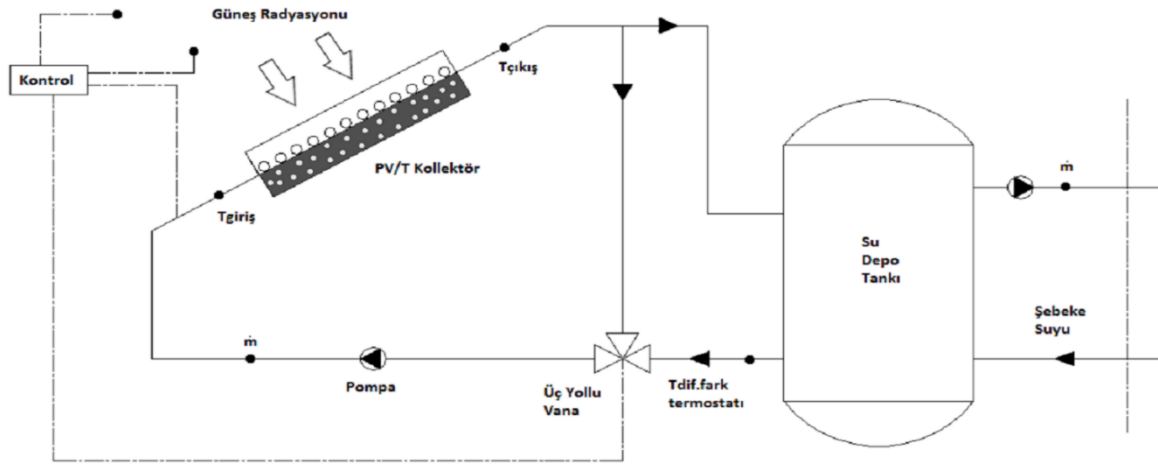 Güneş Radyasyonu
Kontrol
Tçıkış
PV/T Kollektör
Tgiriş
ṁ
Su
Depo
Tankı
Şebeke
Suyu
ṁ
Pompa
Üç Yollu
Vana
Tdif.fark
termostatı